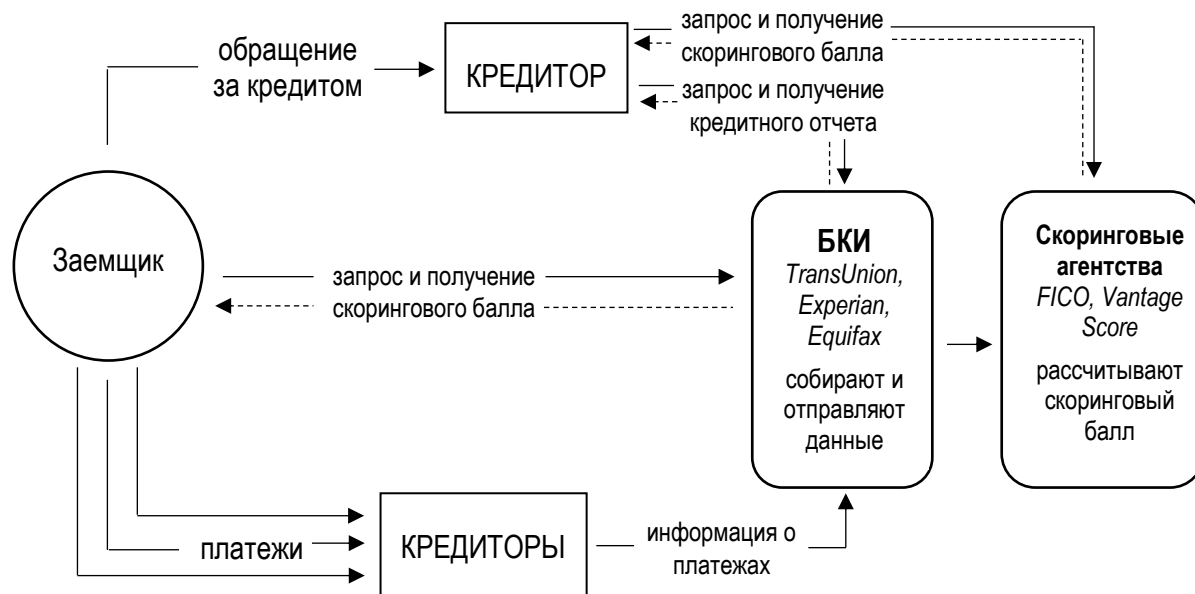 обращение
за кредитом
КРЕДИТОР
запрос и получение
скорингового балла
запрос и получение
кредитного отчета
Заемщик
запрос и получение
скорингового балла
БКИ
TransUnion,
Experian,
Equifax
собирают и
отправляют
данные
Скоринговые
агентства
FICO, Vantage
Score
рассчитывают
скоринговый
балл
платежи
КРЕДИТОРЫ
информация о
платежах